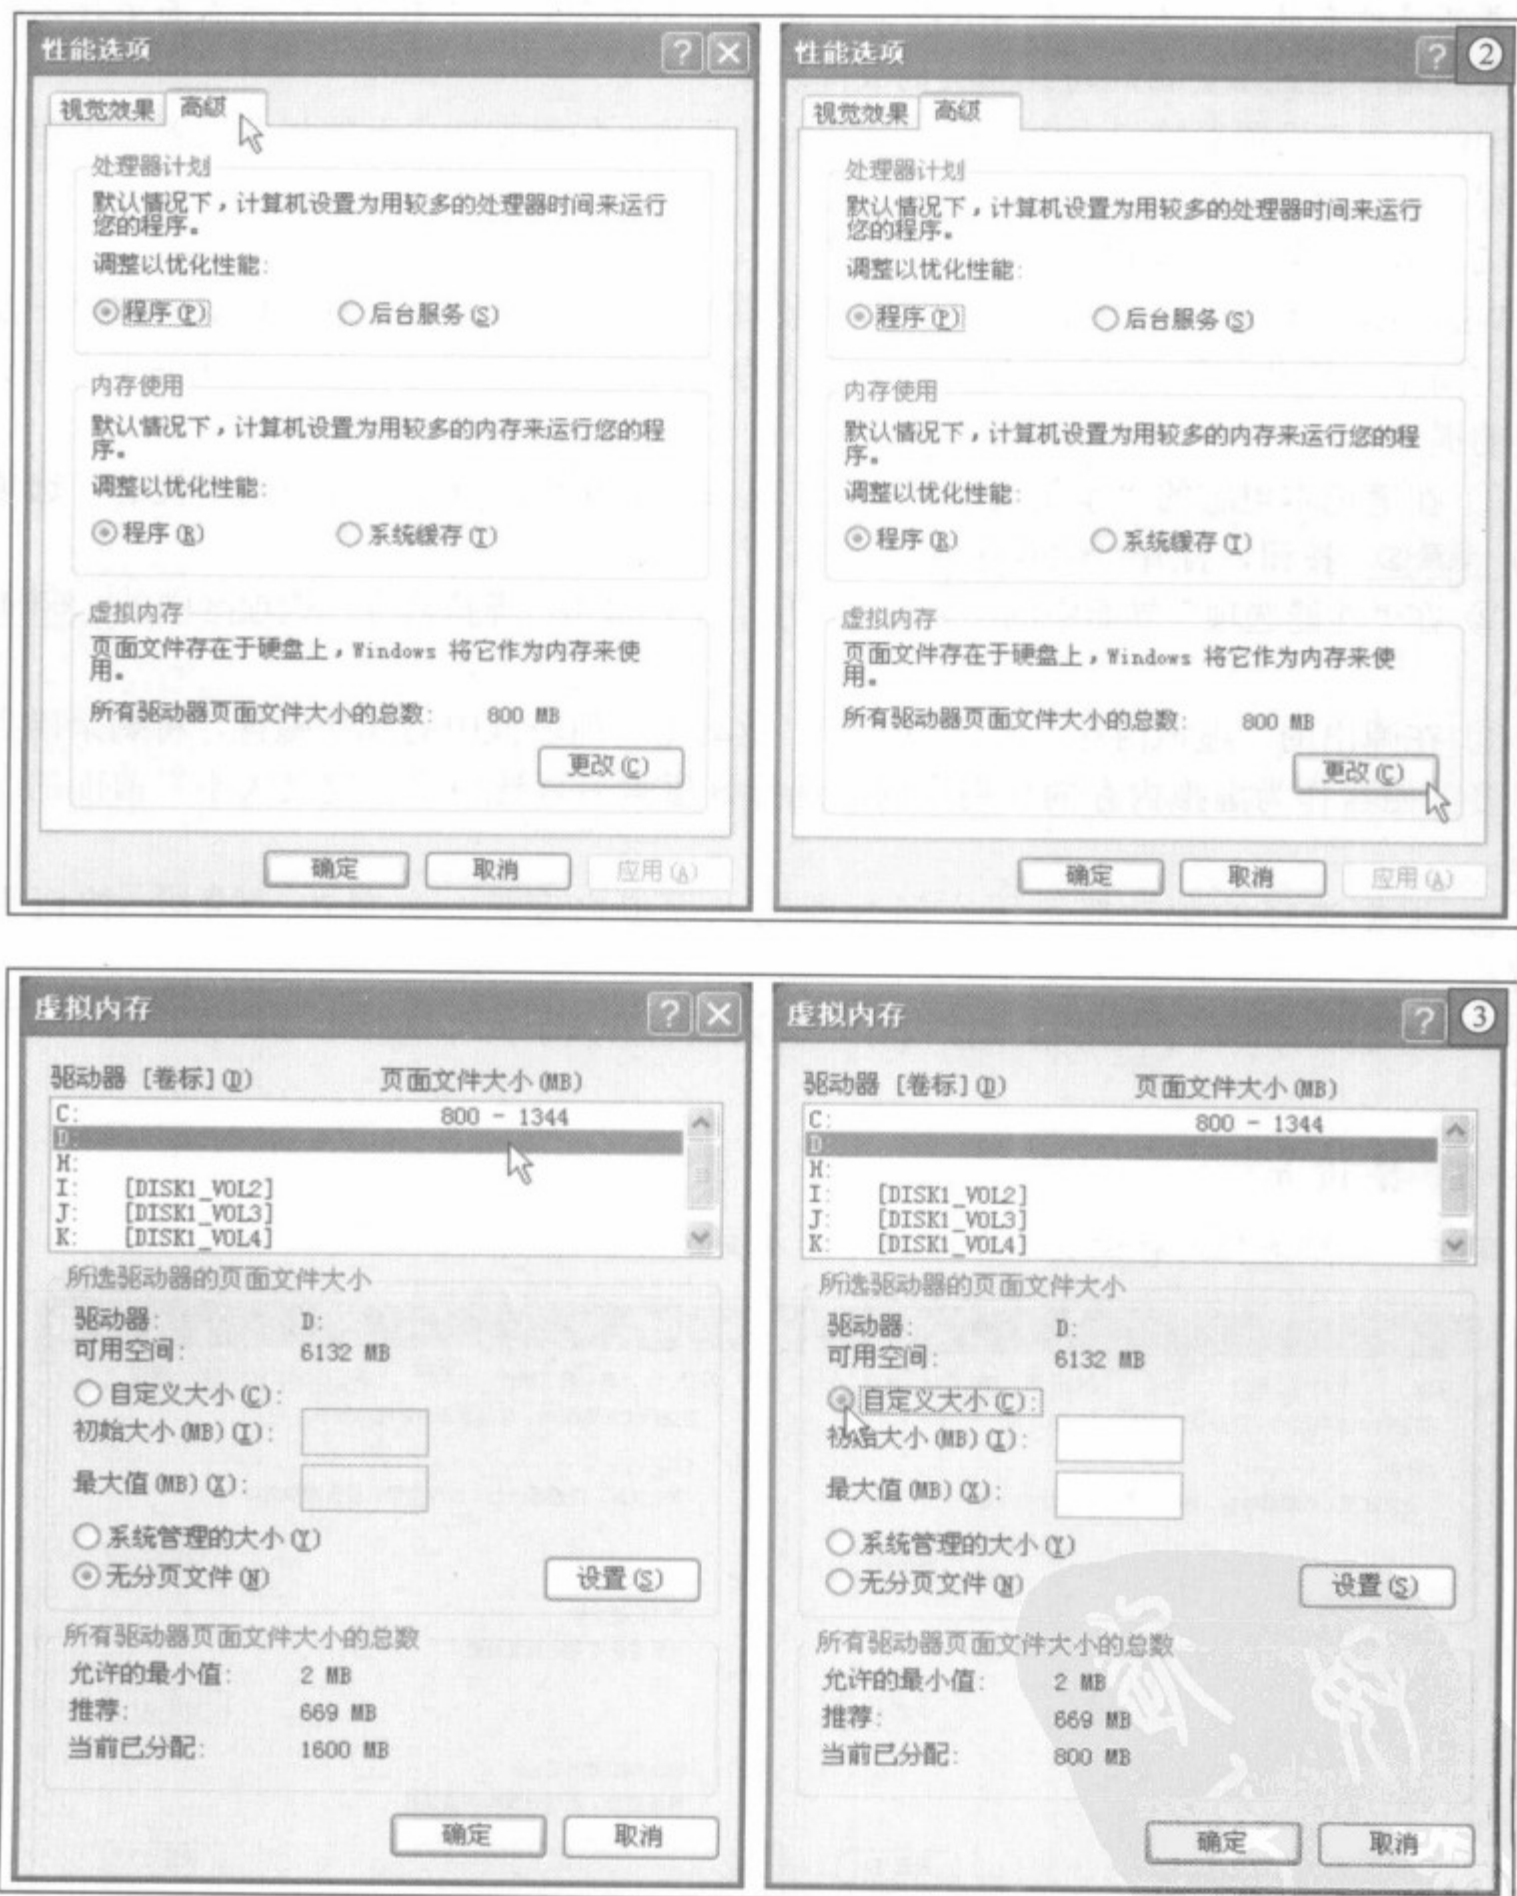 性能选项
视觉效果 高级
处理器计划
默认情况下，计算机设置为用较多的处理器时间来运行
您的程序。
调整以优化性能：
程序(P) 后台服务(S)
内存使用
默认情况下，计算机设置为用较多的内存来运行您的程
序。
调整以优化性能：
程序(R) 系统缓存(T)
虚拟内存
页面文件存在于硬盘上，Windows 将它作为内存来使
用。
所有驱动器页面文件大小的总数： 800 MB
更改(C)
确定 取消 应用(A)
性能选项 ? ②
视觉效果 高级
处理器计划
默认情况下，计算机设置为用较多的处理器时间来运行
您的程序。
调整以优化性能：
程序(P) 后台服务(S)
内存使用
默认情况下，计算机设置为用较多的内存来运行您的程
序。
调整以优化性能：
程序(R) 系统缓存(T)
虚拟内存
页面文件存在于硬盘上，Windows 将它作为内存来使
用。
所有驱动器页面文件大小的总数： 800 MB
更改(C)
确定 取消 应用(A)
虚拟内存
驱动器 [卷标](D) 页面文件大小(MB)
C: 800 - 1344
D:
H:
I: [DISK1_VOL2]
J: [DISK1_VOL3]
K: [DISK1_VOL4]
所选驱动器的页面文件大小
驱动器： D:
可用空间： 6132 MB
自定义大小(C):
初始大小(MB)(I):
最大值(MB)(X):
系统管理的大小(Y)
无分页文件(N) 设置(S)
所有驱动器页面文件大小的总数
允许的最小值： 2 MB
推荐： 669 MB
当前已分配： 1600 MB
确定 取消
虚拟内存 ? ③
驱动器 [卷标](D) 页面文件大小(MB)
C: 800 - 1344
D:
H:
I: [DISK1_VOL2]
J: [DISK1_VOL3]
K: [DISK1_VOL4]
所选驱动器的页面文件大小
驱动器： D:
可用空间： 6132 MB
自定义大小(C):
初始大小(MB)(I):
最大值(MB)(X):
系统管理的大小(Y)
无分页文件(N) 设置(S)
所有驱动器页面文件大小的总数
允许的最小值： 2 MB
推荐： 669 MB
当前已分配： 800 MB
确定 取消